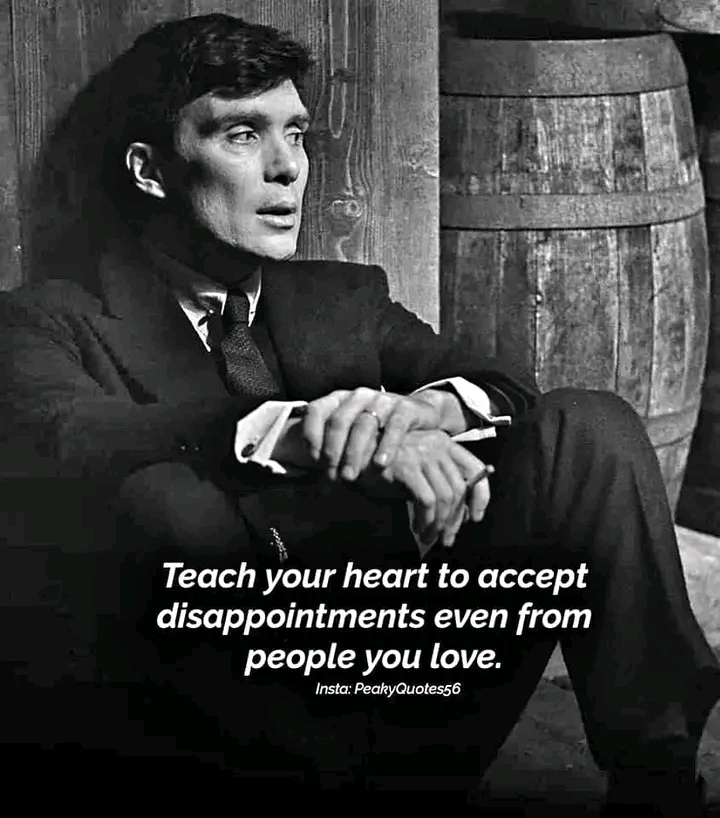 Teach your heart to accept
disappointments even from
people you love.
Insta: PeakyQuotes56